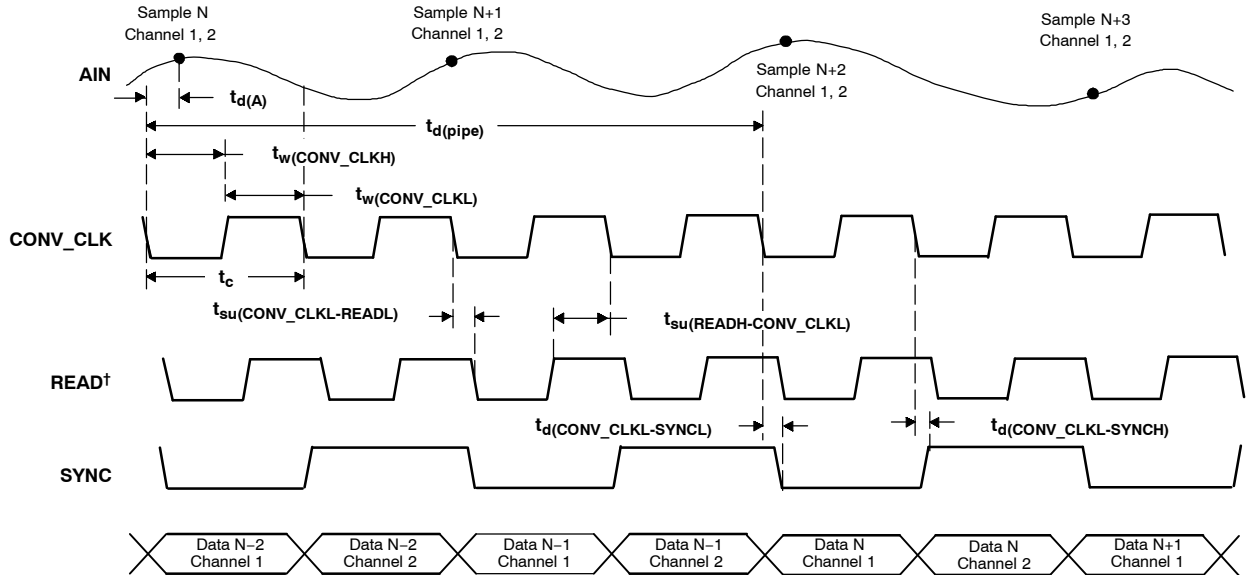 Sample N
Channel 1, 2
Sample N+1
Channel 1, 2
Sample N+3
Channel 1, 2
AIN
Sample N+2
Channel 1, 2
td(A)
td(pipe)
tw(CONV_CLKH)
tw(CONV_CLKL)
CONV_CLK
tc
tsu(CONV_CLKL-READL)
tsu(READH-CONV_CLKL)
READ†
td(CONV_CLKL-SYNCL)
td(CONV_CLKL-SYNCH)
SYNC
Data N−2
Channel 1
Data N−2
Channel 2
Data N−1
Channel 1
Data N−1
Channel 2
Data N
Channel 1
Data N
Channel 2
Data N+1
Channel 1